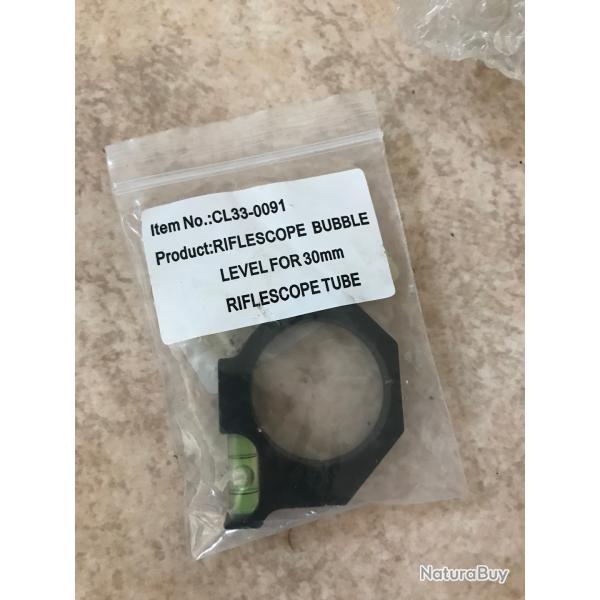 Item No.:CL33-0091
Product:RIFLESCOPE BUBBLE
LEVEL FOR 30mm
RIFLESCOPE TUBE
NaturaBuy